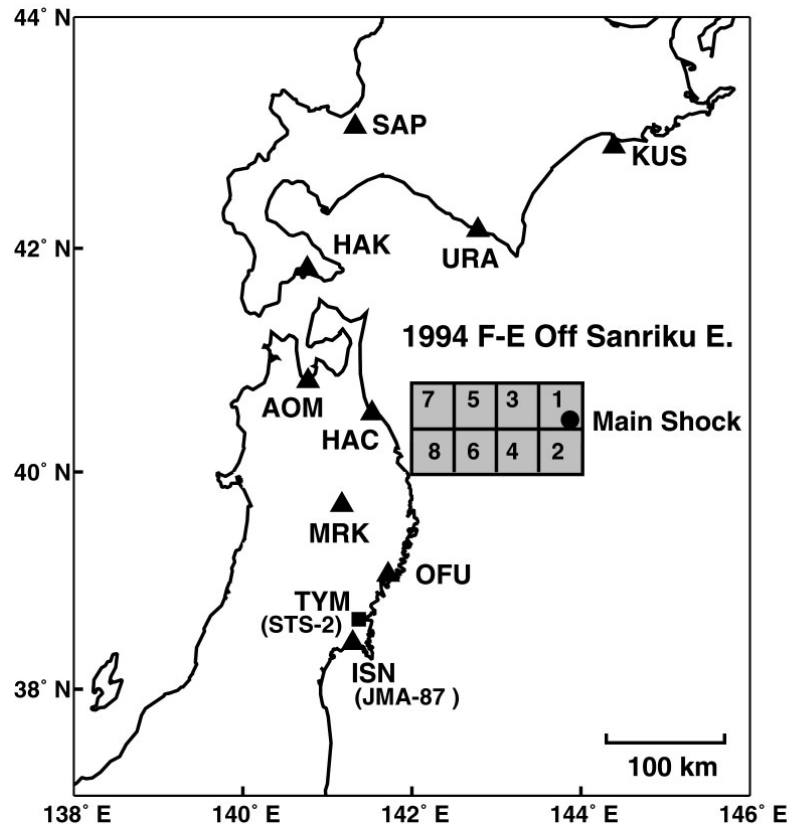 44° N
SAP
KUS
HAK
42° N
URA
1994 F-E Off Sanriku E.
7 5 3 1
AOM
Main Shock
HAC
8 6 4 2
40° N
MRK
OFU
TYM
(STS-2)
ISN
38° N
(JMA-87 )
100 km
138° E 140° E 142° E 144° E 146° E